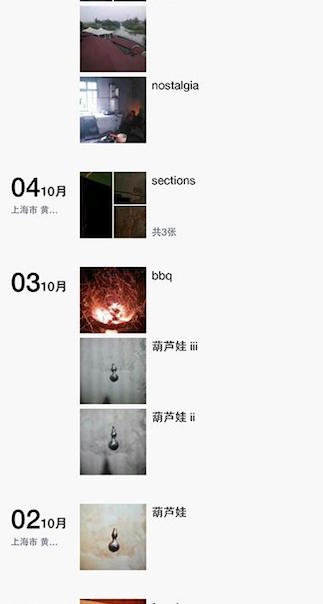 nostalgia
04 10月
sections
上海市 黄...
共3张
03 10月
bbq
葫芦娃 iii
葫芦娃 ii
02 10月
葫芦娃
上海市 黄...